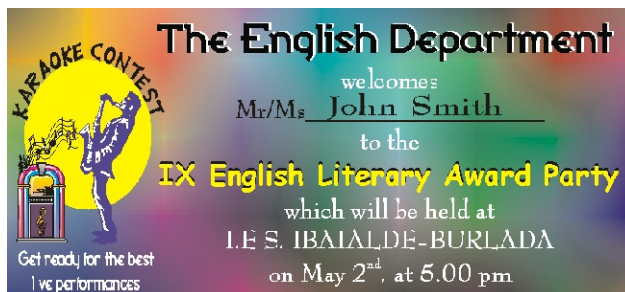 KARAOKE CONTEST
Get ready for the best
l ve performances
The English Department
welcomes
Mr/Ms John Smith
to the
IX English Literary Award Party
which will be held at
I.E S. IBAIALDE-BURLADA
on May 2nd, at 5.00 pm